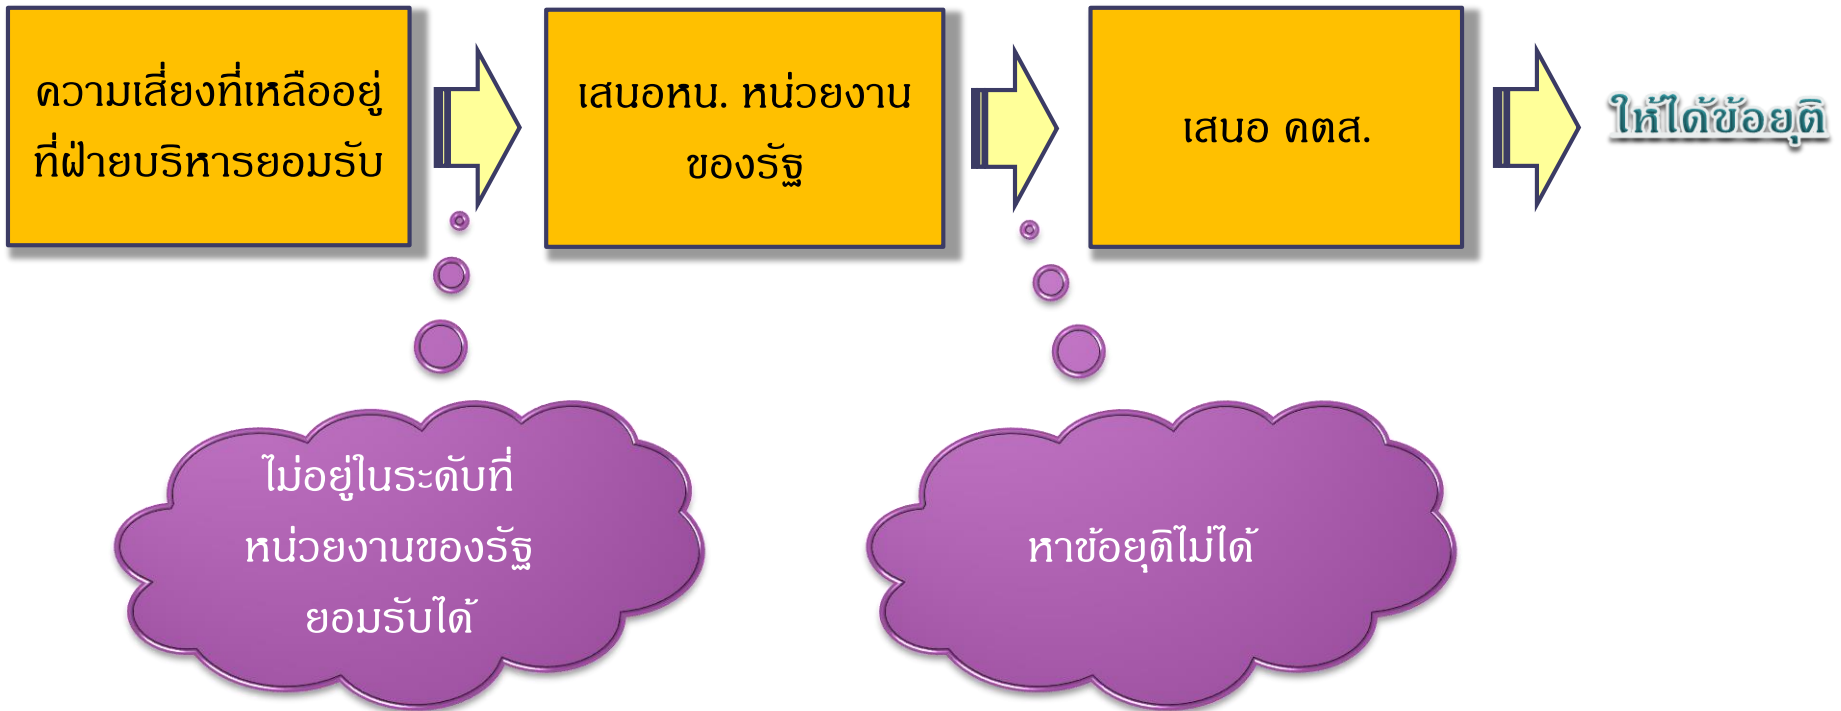 ความเสี่ยงที่เหลืออยู่
ที่ฝ่ายบริหารยอมรับ
เสนอหน. หน่วยงาน
ของรัฐ
เสนอ คตส.
ให้ได้ข้อยุติ
ไม่อยู่ในระดับที่
หน่วยงานของรัฐ
ยอมรับได้
หาข้อยุติไม่ได้